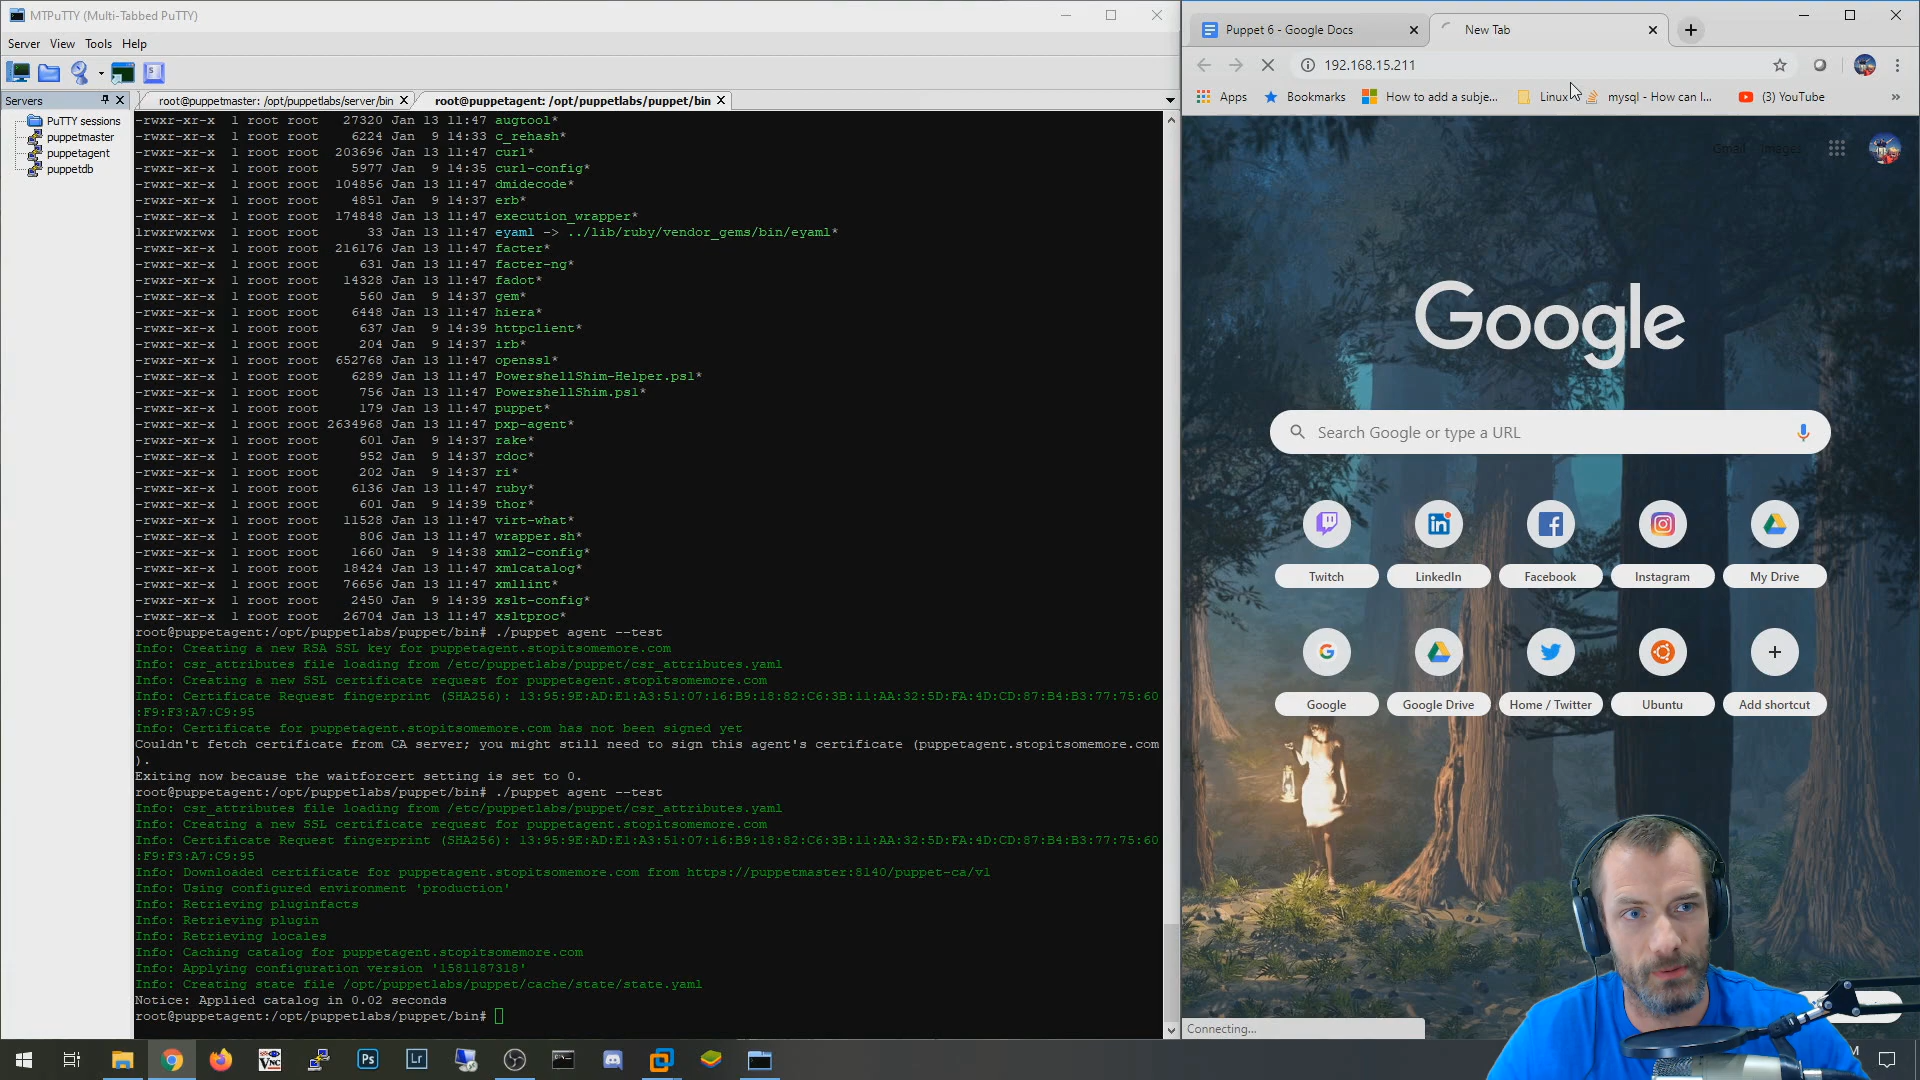 MTPuTTY (Multi-Tabbed PuTTY)
Server View Tools Help
Servers
PuTTY sessions
puppetmaster
puppetagent
puppetdb
root@puppetmaster: /opt/puppetlabs/server/bin
root@puppetagent: /opt/puppetlabs/puppet/bin
-rwxr-xr-x 1 root root 27320 Jan 13 11:47 augtool*
-rwxr-xr-x 1 root root 6224 Jan 9 14:33 c_rehash*
-rwxr-xr-x 1 root root 203696 Jan 13 11:47 curl*
-rwxr-xr-x 1 root root 5977 Jan 9 14:35 curl-config*
-rwxr-xr-x 1 root root 104856 Jan 13 11:47 dmidecode*
-rwxr-xr-x 1 root root 4851 Jan 9 14:37 erb*
-rwxr-xr-x 1 root root 174848 Jan 13 11:47 execution_wrapper*
lrwxrwxrwx 1 root root 33 Jan 13 11:47 eyaml -> ../lib/ruby/vendor_gems/bin/eyaml*
-rwxr-xr-x 1 root root 216176 Jan 13 11:47 facter*
-rwxr-xr-x 1 root root 631 Jan 13 11:47 facter-ng*
-rwxr-xr-x 1 root root 14328 Jan 13 11:47 fadot*
-rwxr-xr-x 1 root root 560 Jan 9 14:37 gem*
-rwxr-xr-x 1 root root 6448 Jan 13 11:47 hiera*
-rwxr-xr-x 1 root root 637 Jan 9 14:39 httpclient*
-rwxr-xr-x 1 root root 204 Jan 9 14:37 irb*
-rwxr-xr-x 1 root root 652768 Jan 13 11:47 openssl*
-rwxr-xr-x 1 root root 6289 Jan 13 11:47 PowershellShim-Helper.ps1*
-rwxr-xr-x 1 root root 756 Jan 13 11:47 PowershellShim.ps1*
-rwxr-xr-x 1 root root 179 Jan 13 11:47 puppet*
-rwxr-xr-x 1 root root 2634968 Jan 13 11:47 pxp-agent*
-rwxr-xr-x 1 root root 601 Jan 9 14:37 rake*
-rwxr-xr-x 1 root root 952 Jan 9 14:37 rdoc*
-rwxr-xr-x 1 root root 202 Jan 9 14:37 ri*
-rwxr-xr-x 1 root root 6136 Jan 13 11:47 ruby*
-rwxr-xr-x 1 root root 601 Jan 9 14:39 thor*
-rwxr-xr-x 1 root root 11528 Jan 13 11:47 virt-what*
-rwxr-xr-x 1 root root 806 Jan 13 11:47 wrapper.sh*
-rwxr-xr-x 1 root root 1660 Jan 9 14:38 xml2-config*
-rwxr-xr-x 1 root root 18424 Jan 13 11:47 xmlcatalog*
-rwxr-xr-x 1 root root 76656 Jan 13 11:47 xmllint*
-rwxr-xr-x 1 root root 2450 Jan 9 14:39 xslt-config*
-rwxr-xr-x 1 root root 26704 Jan 13 11:47 xsltproc*
root@puppetagent:/opt/puppetlabs/puppet/bin# ./puppet agent --test
Info: Creating a new RSA SSL key for puppetagent.stopitsomemore.com
Info: csr_attributes file loading from /etc/puppetlabs/puppet/csr_attributes.yaml
Info: Creating a new SSL certificate request for puppetagent.stopitsomemore.com
Info: Certificate Request fingerprint (SHA256): 13:95:9E:AD:E1:A3:51:07:16:B9:18:82:C6:3B:11:AA:32:5D:FA:4D:CD:87:B4:B3:77:75:60
:F9:F3:A7:C9:95
Info: Certificate for puppetagent.stopitsomemore.com has not been signed yet
Couldn't fetch certificate from CA server; you might still need to sign this agent's certificate (puppetagent.stopitsomemore.com
).
Exiting now because the waitforcert setting is set to 0.
root@puppetagent:/opt/puppetlabs/puppet/bin# ./puppet agent --test
Info: csr_attributes file loading from /etc/puppetlabs/puppet/csr_attributes.yaml
Info: Creating a new SSL certificate request for puppetagent.stopitsomemore.com
Info: Certificate Request fingerprint (SHA256): 13:95:9E:AD:E1:A3:51:07:16:B9:18:82:C6:3B:11:AA:32:5D:FA:4D:CD:87:B4:B3:77:75:60
:F9:F3:A7:C9:95
Info: Downloaded certificate for puppetagent.stopitsomemore.com from https://puppetmaster:8140/puppet-ca/v1
Info: Using configured environment 'production'
Info: Retrieving pluginfacts
Info: Retrieving plugin
Info: Retrieving locales
Info: Caching catalog for puppetagent.stopitsomemore.com
Info: Applying configuration version '1581187318'
Info: Creating state file /opt/puppetlabs/puppet/cache/state/state.yaml
Notice: Applied catalog in 0.02 seconds
root@puppetagent:/opt/puppetlabs/puppet/bin#
Puppet 6 - Google Docs
New Tab
192.168.15.211
Apps Bookmarks How to add a subje... Linux mysql - How can I... (3) YouTube »
Gmail Images
Google
Search Google or type a URL
Twitch LinkedIn Facebook Instagram My Drive
Google Google Drive Home / Twitter Ubuntu Add shortcut
Connecting...
VNC
Ps
Lr